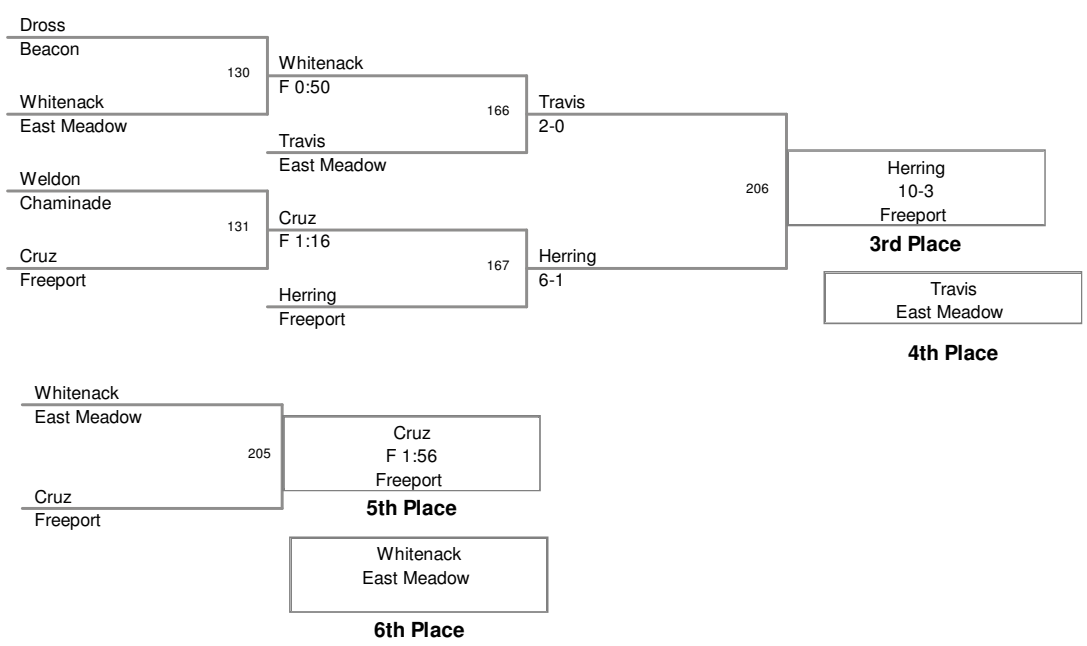 Dross
Beacon
130
Whitenack
F 0:50
Whitenack
East Meadow
166
Travis
2-0
Travis
East Meadow
Weldon
Chaminade
131
Cruz
F 1:16
Cruz
Freeport
167
Herring
6-1
Herring
Freeport
206
Herring
10-3
Freeport
3rd Place
Travis
East Meadow
4th Place
Whitenack
East Meadow
205
Cruz
Freeport
Cruz
F 1:56
Freeport
5th Place
Whitenack
East Meadow
6th Place